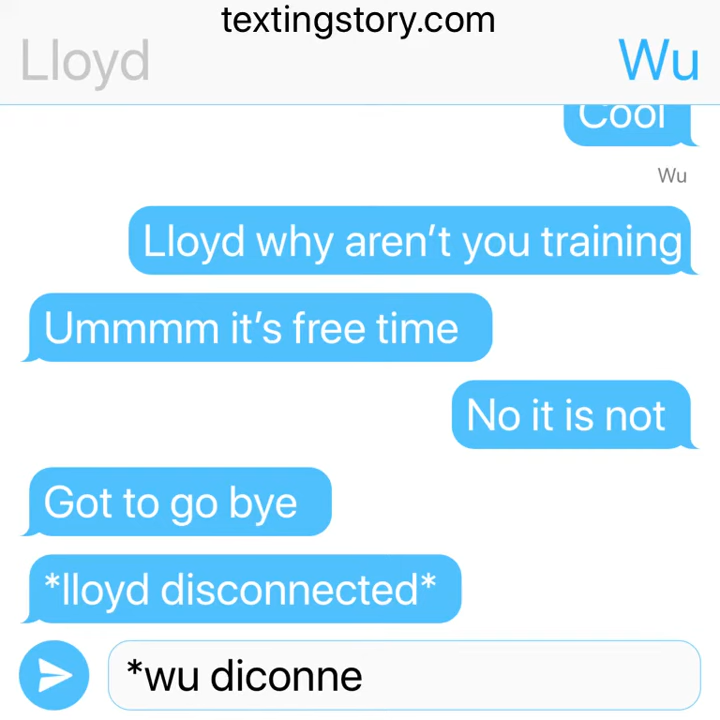 textingstory.com
Lloyd
Wu
Cool
Wu
Lloyd why aren’t you training
Ummmm it’s free time
No it is not
Got to go bye
*lloyd disconnected*
*wu diconne